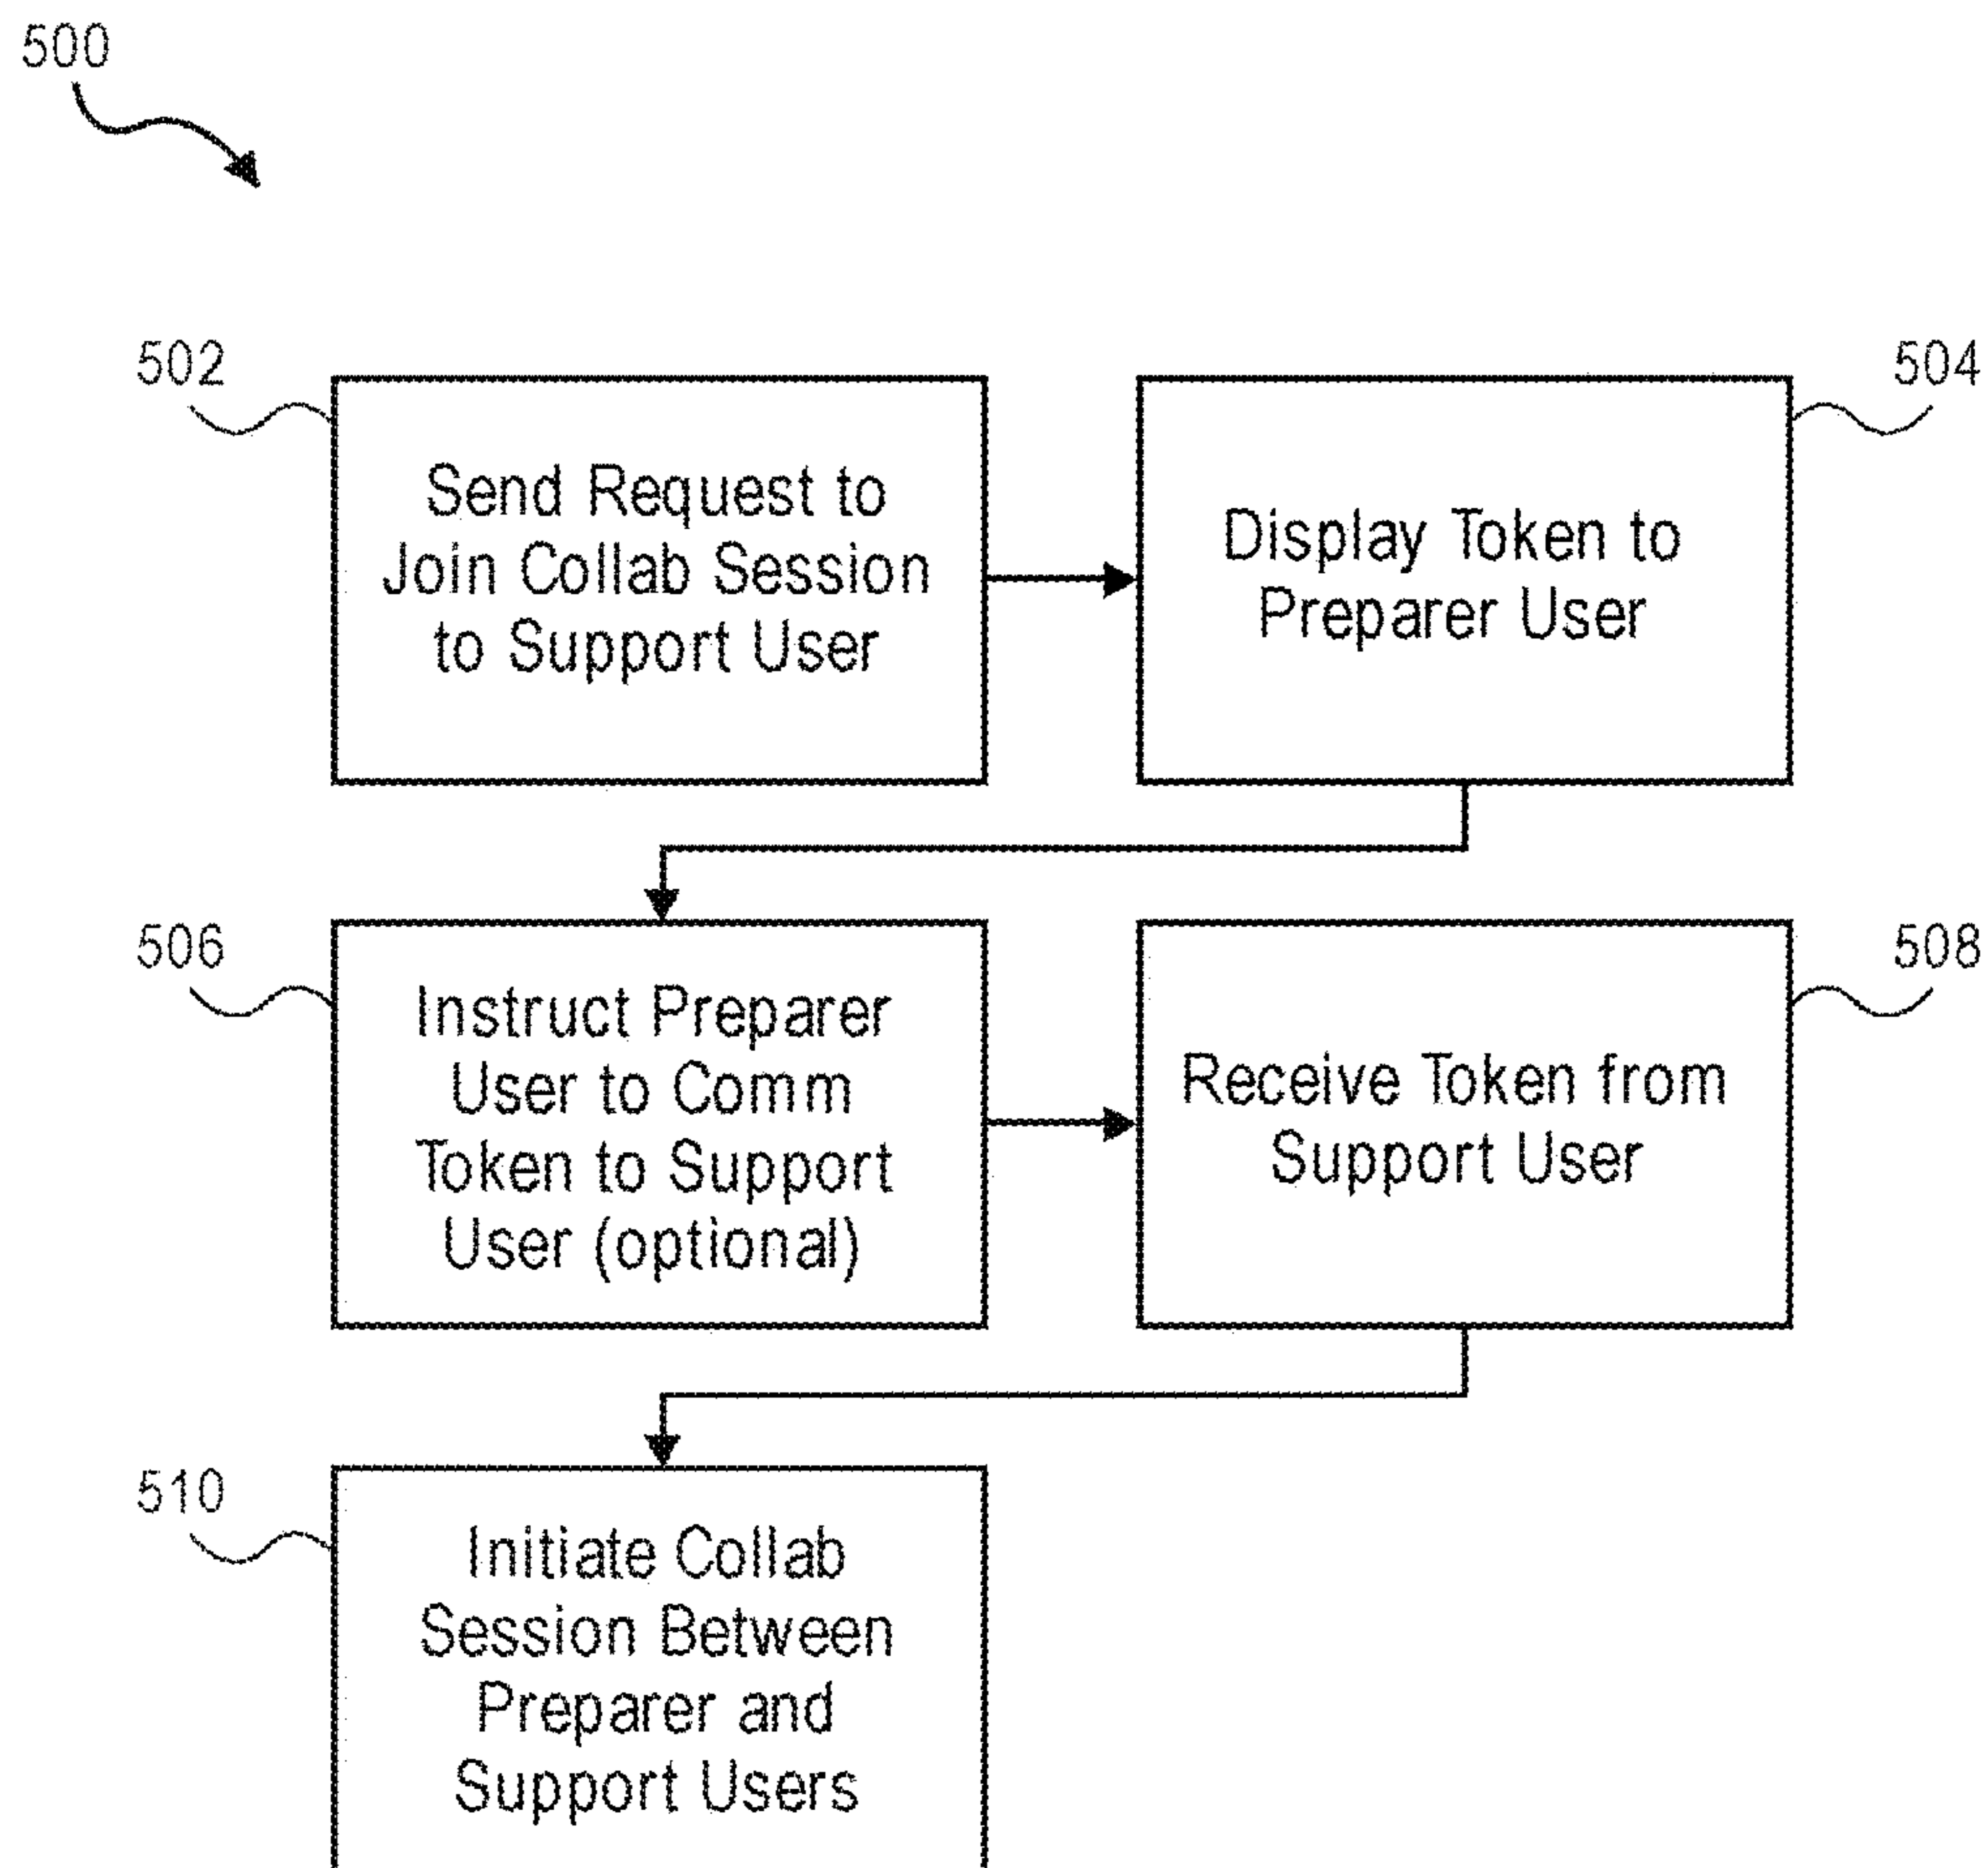 500
502
Send Request to
Join Collab Session
to Support User
504
Display Token to
Preparer User
506
Instruct Preparer
User to Comm
Token to Support
User (optional)
508
Receive Token from
Support User
510
Initiate Collab
Session Between
Preparer and
Support Users